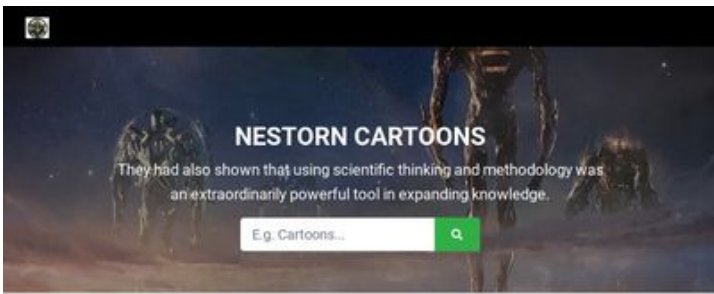 NESTORN CARTOONS
They had also shown that using scientific thinking and methodology was
an extraordinarily powerful tool in expanding knowledge.
E.g. Cartoons...